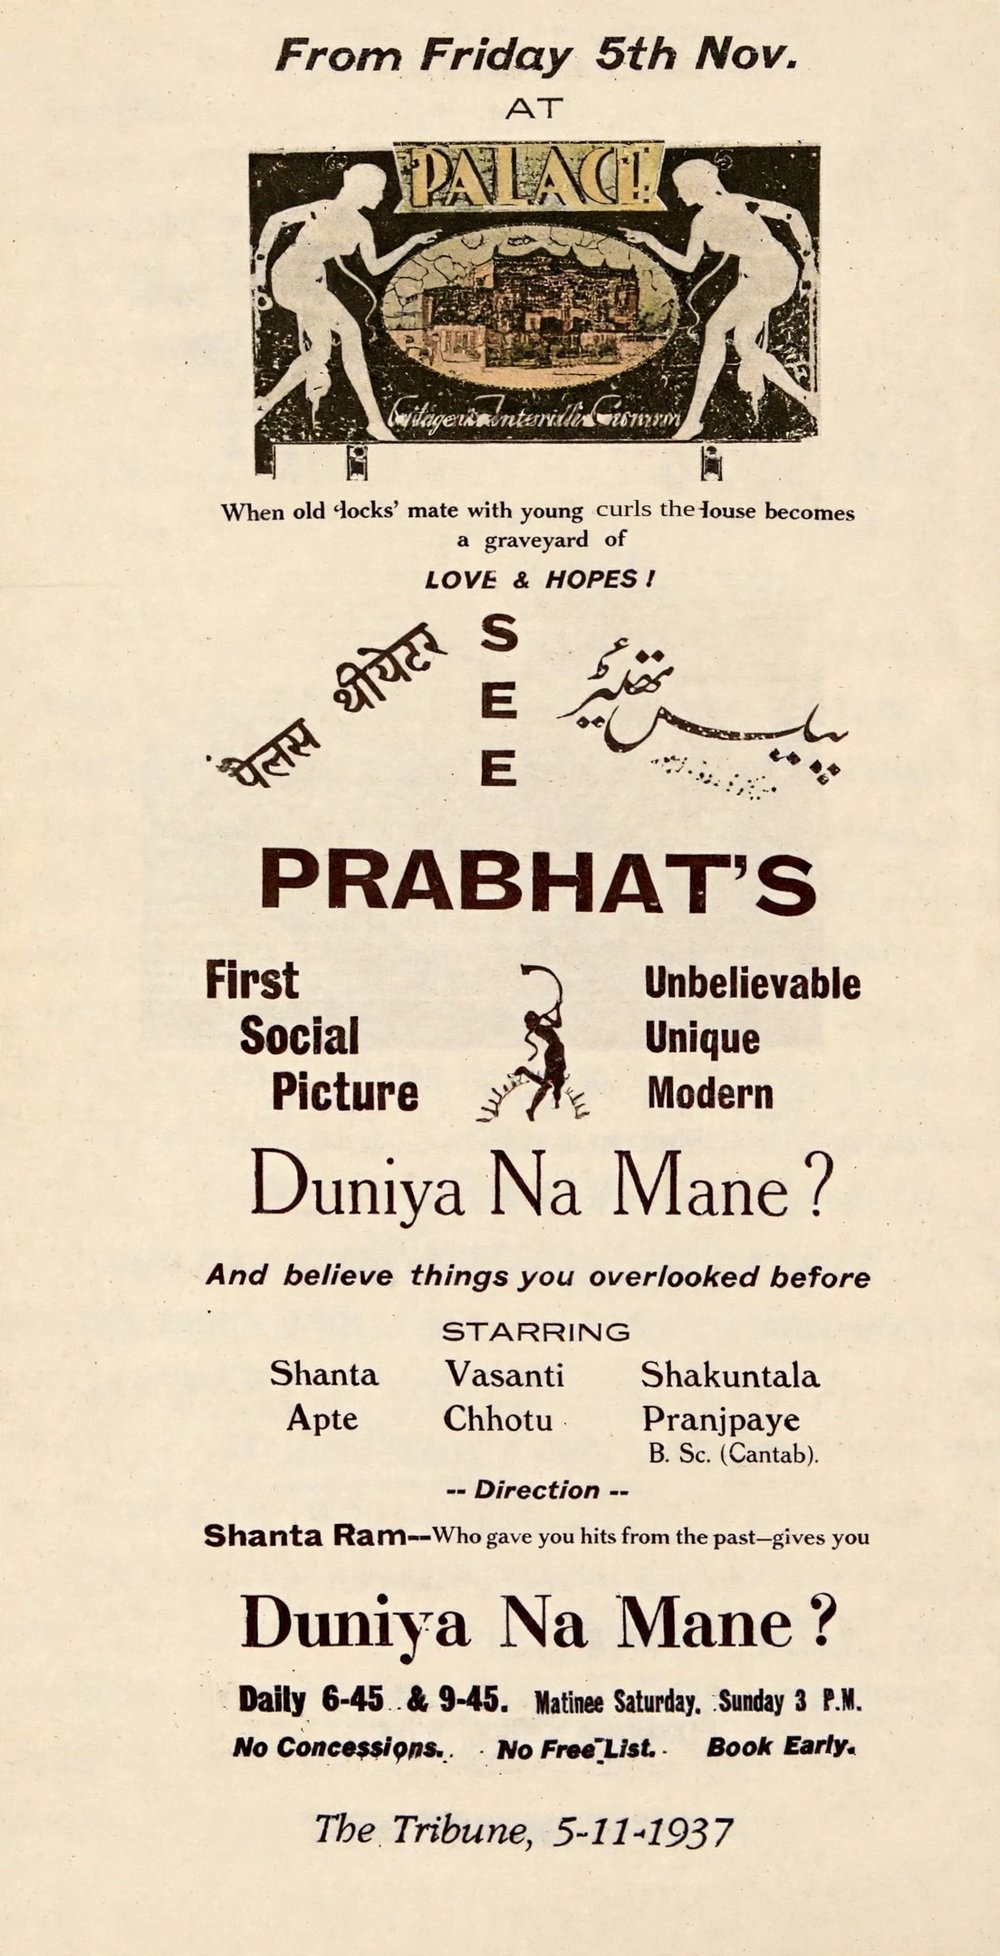 From Friday 5th Nov.
AT
PALACE
When old 'locks' mate with young curls the house becomes
a graveyard of
LOVE & HOPES !
पैलस थीयेटर
S
E
E
پیلیس تھیٹر
PRABHAT'S
First
Social
Picture
Unbelievable
Unique
Modern
Duniya Na Mane ?
And believe things you overlooked before
STARRING
Shanta Vasanti Shakuntala
Apte Chhotu Pranjpaye
B. Sc. (Cantab).
-- Direction --
Shanta Ram--Who gave you hits from the past—gives you
Duniya Na Mane ?
Daily 6-45 & 9-45. Matinee Saturday. Sunday 3 P.M.
No Concessions. No Free List. Book Early.
The Tribune, 5-11-1937